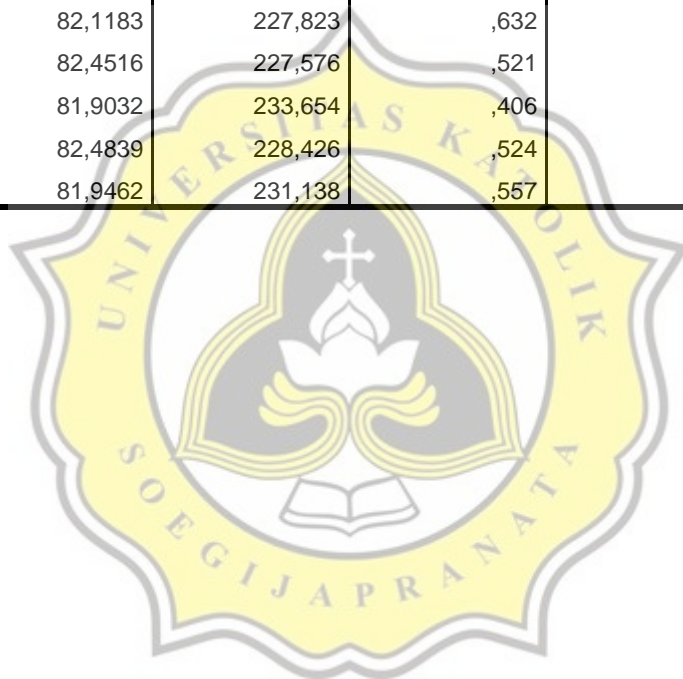 82,1183 227,823 ,632
82,4516 227,576 ,521
81,9032 233,654 ,406
82,4839 228,426 ,524
81,9462 231,138 ,557
UNIVERSITAS KATOLIK
SOEGIJAPRANATA